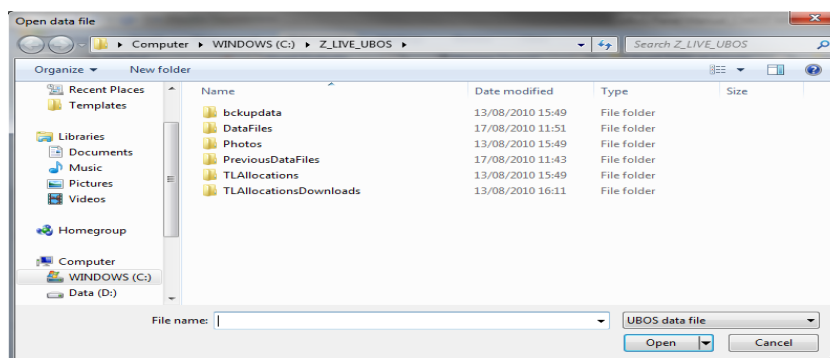 Open data file
Computer ▸ WINDOWS (C:) ▸ Z_LIVE_UBOS ▸
Search Z_LIVE_UBOS
Organize New folder
Recent Places
Templates
Libraries
Documents
Music
Pictures
Videos
Homegroup
Computer
WINDOWS (C:)
Data (D:)
Name Date modified Type Size
bckupdata 13/08/2010 15:49 File folder
DataFiles 17/08/2010 11:51 File folder
Photos 13/08/2010 15:49 File folder
PreviousDataFiles 17/08/2010 11:43 File folder
TLAllocations 13/08/2010 15:49 File folder
TLAllocationsDownloads 13/08/2010 16:11 File folder
File name:
UBOS data file
Open Cancel